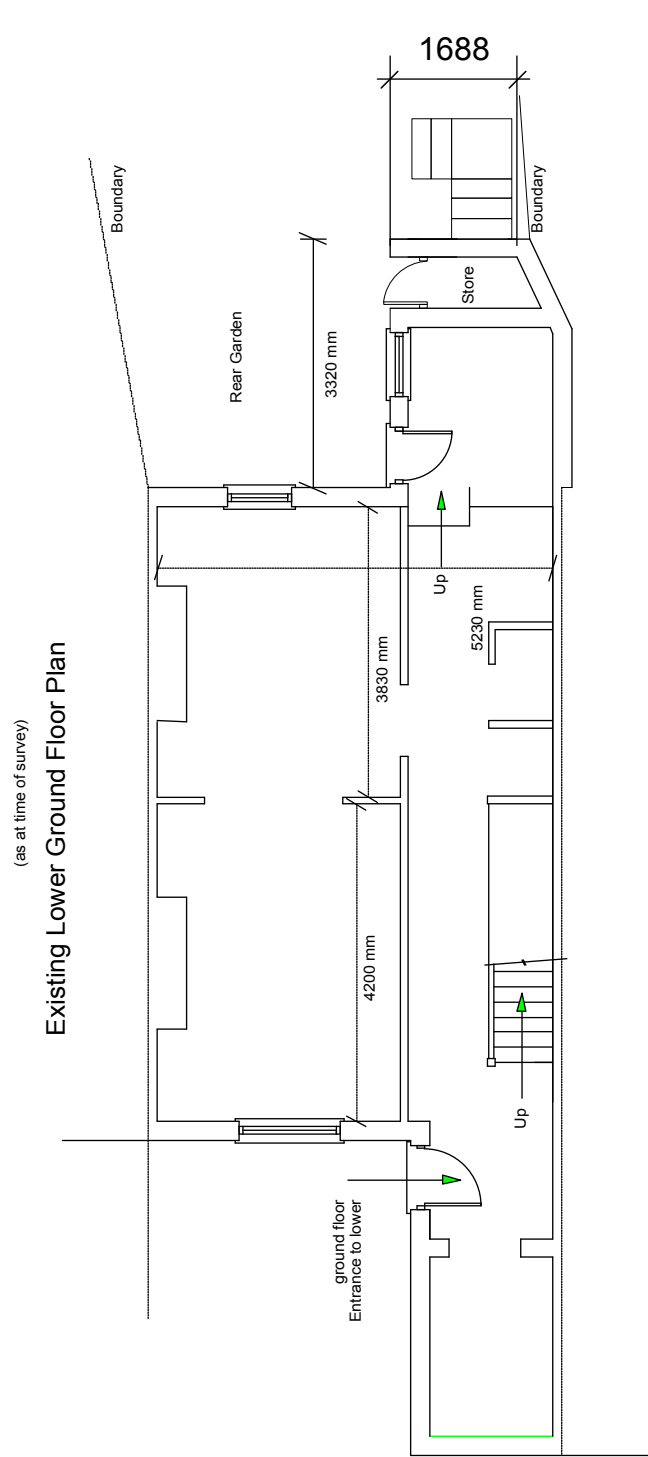 (as at time of survey)
Existing Lower Ground Floor Plan
1688
Boundary
Rear Garden
3320 mm
Store
Boundary
Up
3830 mm
5230 mm
4200 mm
Up
ground floor
Entrance to lower